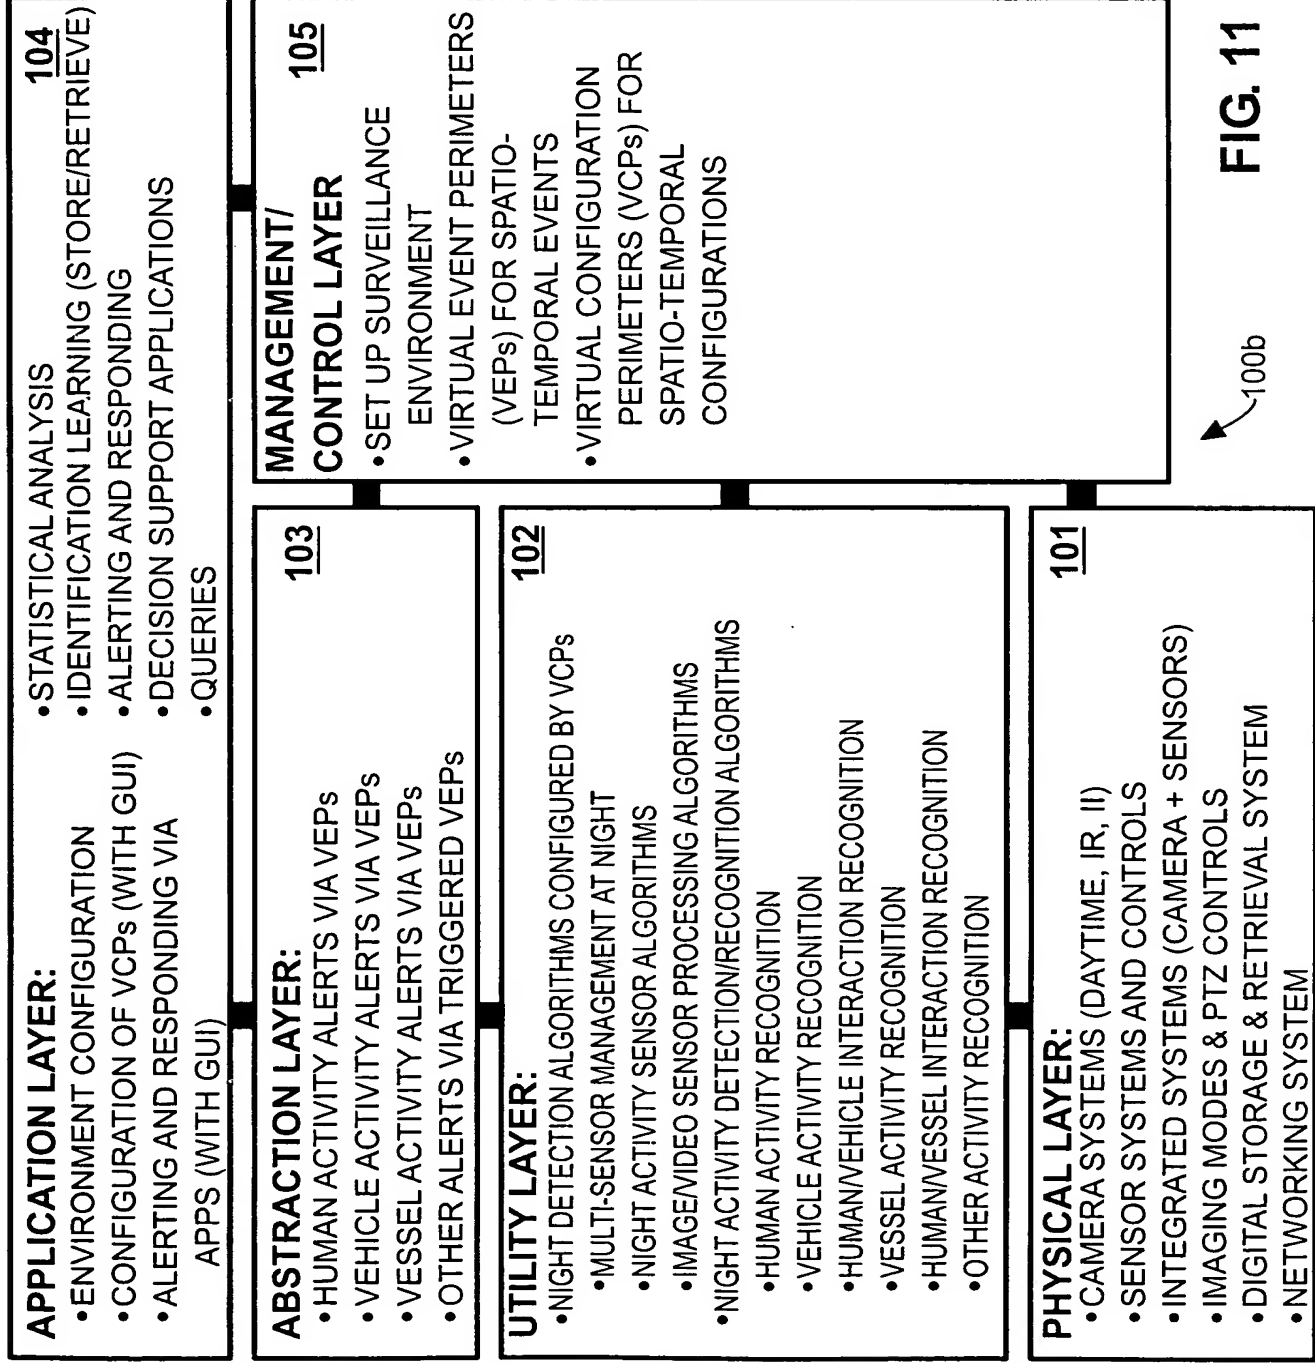 APPLICATION LAYER:
•ENVIRONMENT CONFIGURATION
•CONFIGURATION OF VCPs (WITH GUI)
•ALERTING AND RESPONDING VIA
APPS (WITH GUI)
104
•STATISTICAL ANALYSIS
•IDENTIFICATION LEARNING (STORE/RETRIEVE)
•ALERTING AND RESPONDING
•DECISION SUPPORT APPLICATIONS
•QUERIES
ABSTRACTION LAYER:
103
•HUMAN ACTIVITY ALERTS VIA VEPs
•VEHICLE ACTIVITY ALERTS VIA VEPs
•VESSEL ACTIVITY ALERTS VIA VEPs
•OTHER ALERTS VIA TRIGGERED VEPs
UTILITY LAYER:
102
•NIGHT DETECTION ALGORITHMS CONFIGURED BY VCPs
•MULTI-SENSOR MANAGEMENT AT NIGHT
•NIGHT ACTIVITY SENSOR ALGORITHMS
•IMAGE/VIDEO SENSOR PROCESSING ALGORITHMS
•NIGHT ACTIVITY DETECTION/RECOGNITION ALGORITHMS
•HUMAN ACTIVITY RECOGNITION
•VEHICLE ACTIVITY RECOGNITION
•HUMAN/VEHICLE INTERACTION RECOGNITION
•VESSEL ACTIVITY RECOGNITION
•HUMAN/VESSEL INTERACTION RECOGNITION
•OTHER ACTIVITY RECOGNITION
PHYSICAL LAYER:
101
•CAMERA SYSTEMS (DAYTIME, IR, II)
•SENSOR SYSTEMS AND CONTROLS
•INTEGRATED SYSTEMS (CAMERA + SENSORS)
•IMAGING MODES & PTZ CONTROLS
•DIGITAL STORAGE & RETRIEVAL SYSTEM
•NETWORKING SYSTEM
MANAGEMENT/
CONTROL LAYER
105
•SET UP SURVEILLANCE
ENVIRONMENT
•VIRTUAL EVENT PERIMETERS
(VEPs) FOR SPATIO-
TEMPORAL EVENTS
•VIRTUAL CONFIGURATION
PERIMETERS (VCPs) FOR
SPATIO-TEMPORAL
CONFIGURATIONS
100b
FIG. 11